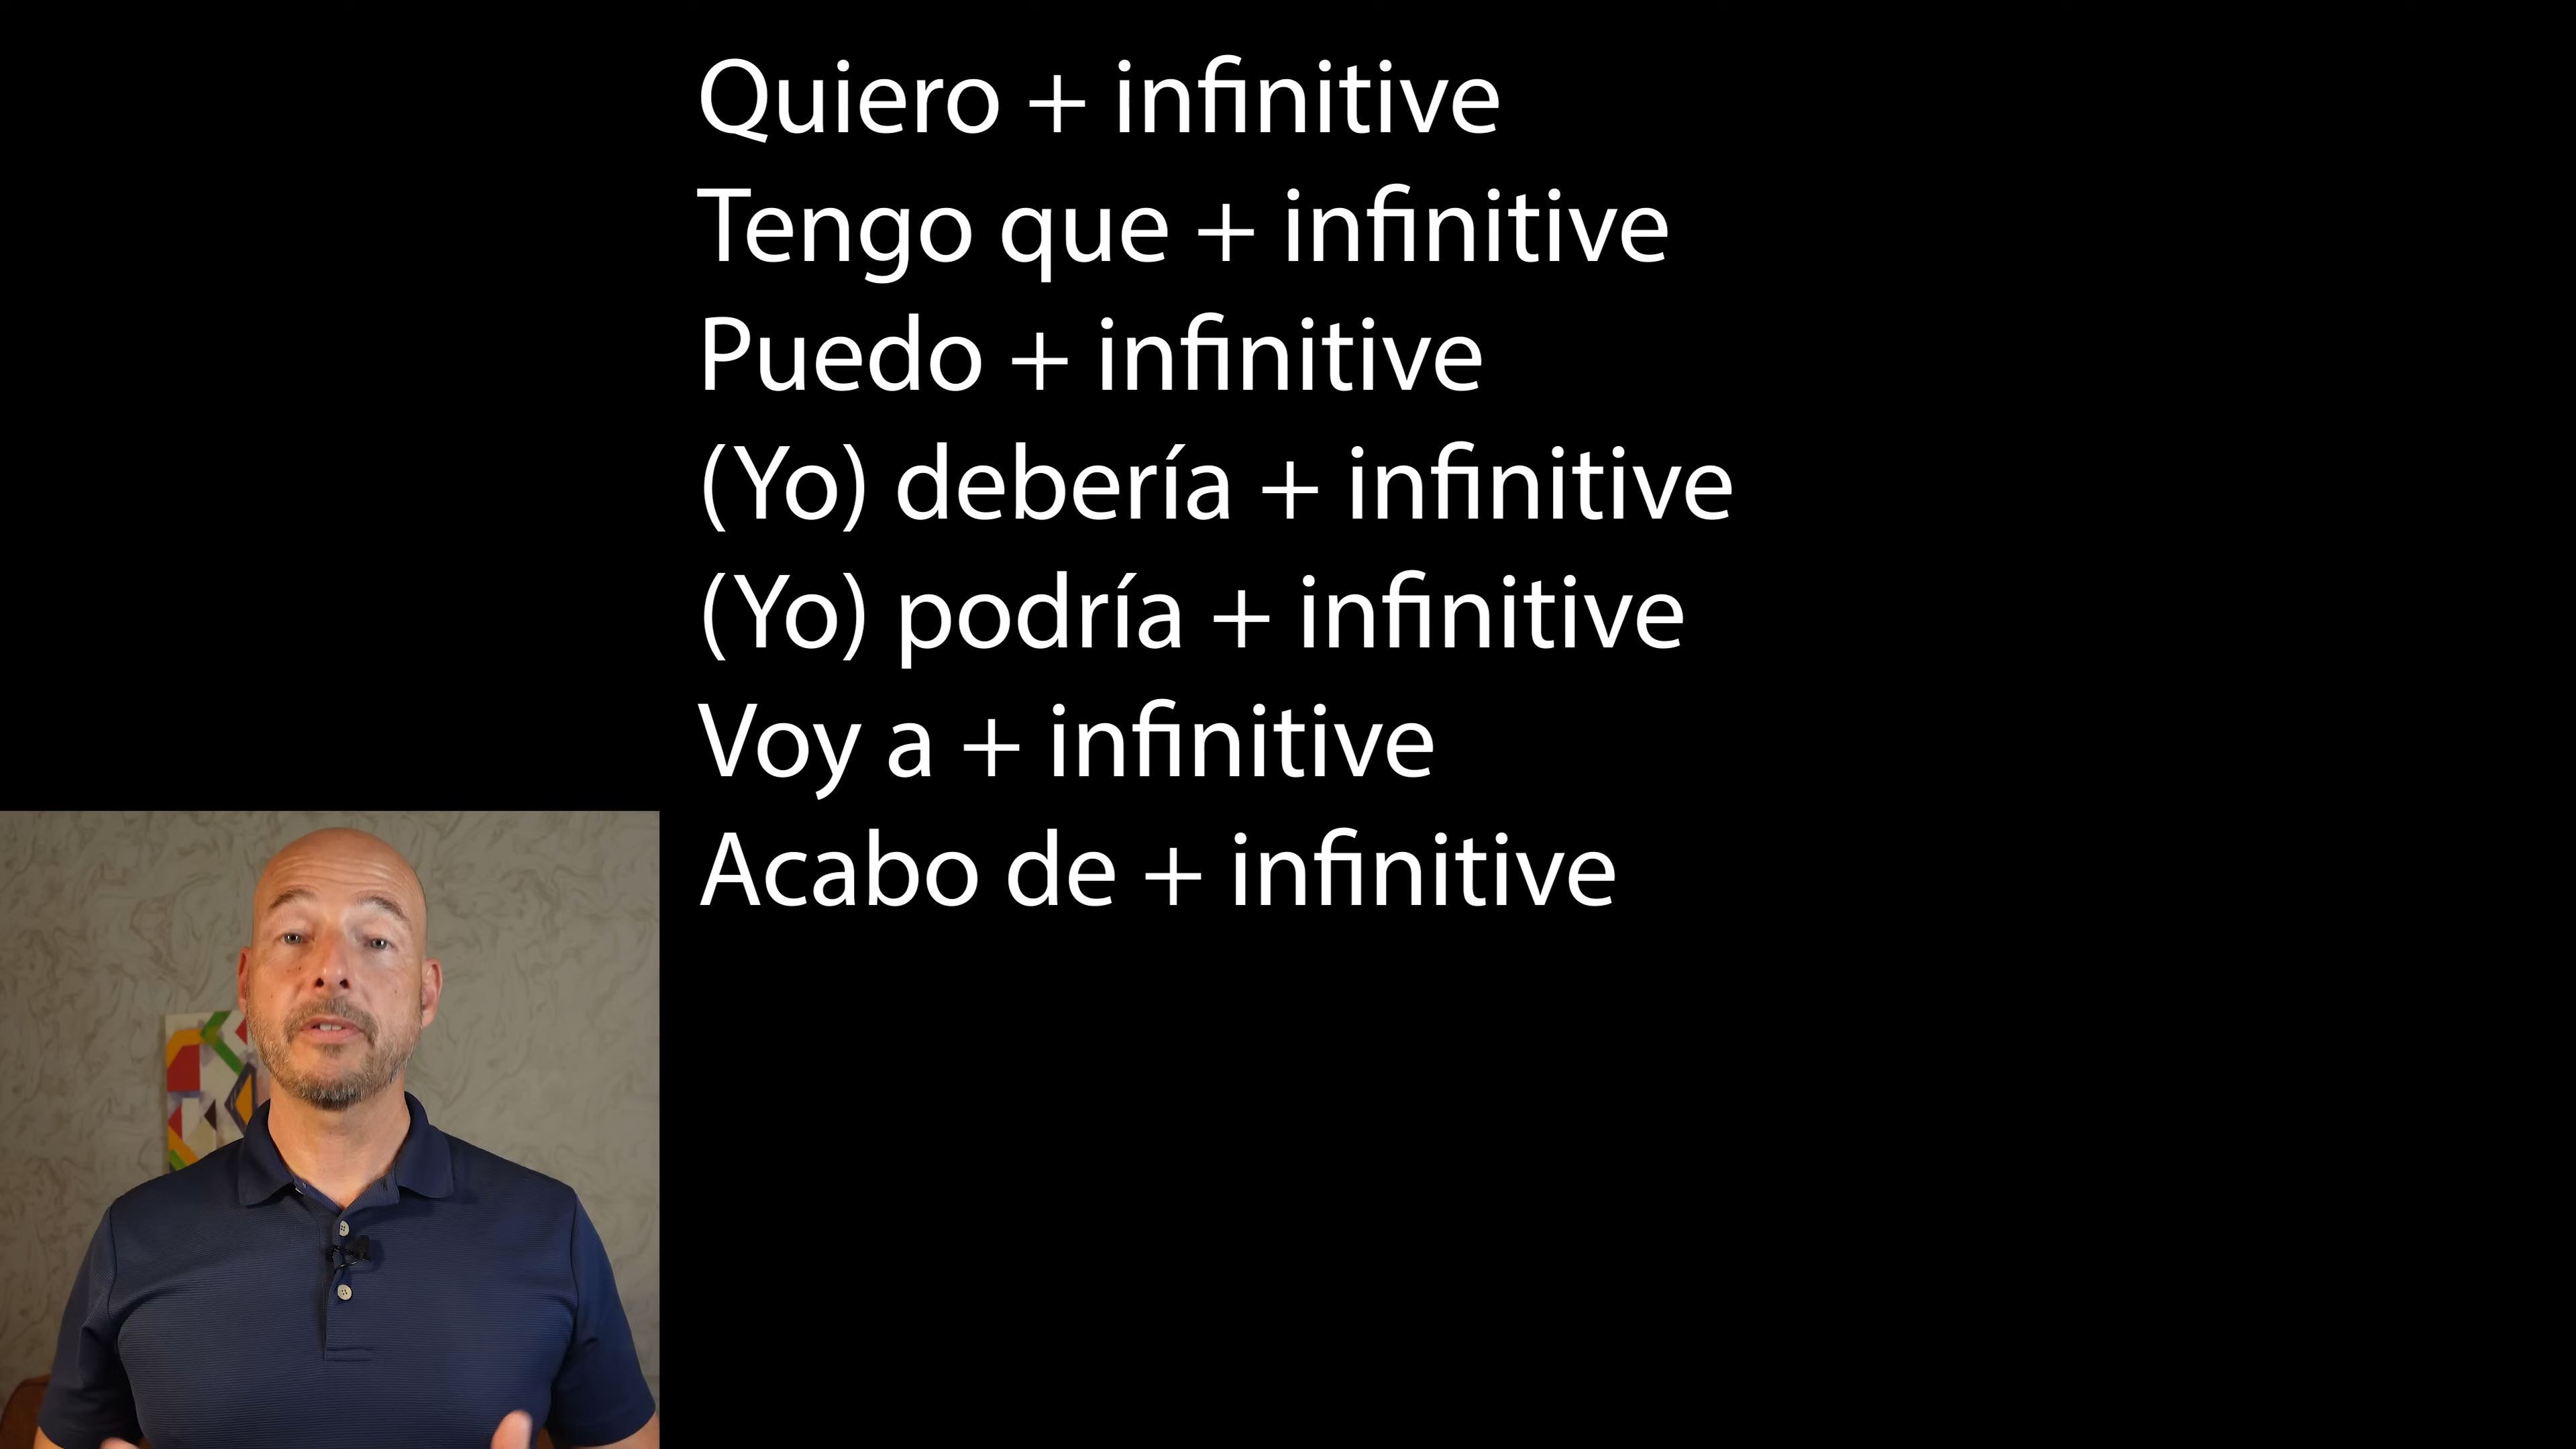 Quiero + infinitive
Tengo que + infinitive
Puedo + infinitive
(Yo) debería + infinitive
(Yo) podría + infinitive
Voy a + infinitive
Acabo de + infinitive